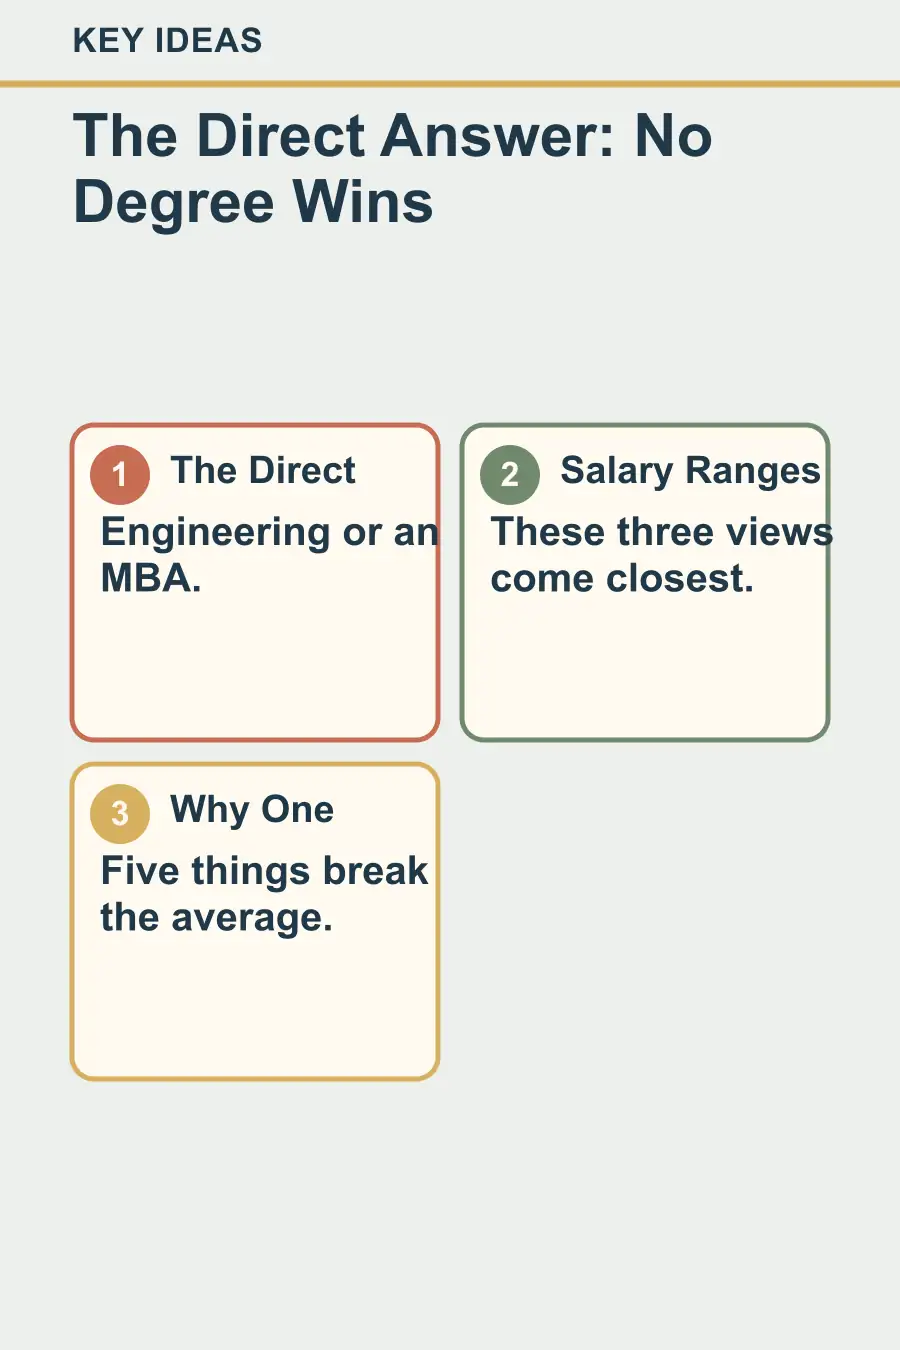 KEY IDEAS
The Direct Answer: No
Degree Wins
1 The Direct
Engineering or an
MBA.
2 Salary Ranges
These three views
come closest.
3 Why One
Five things break
the average.